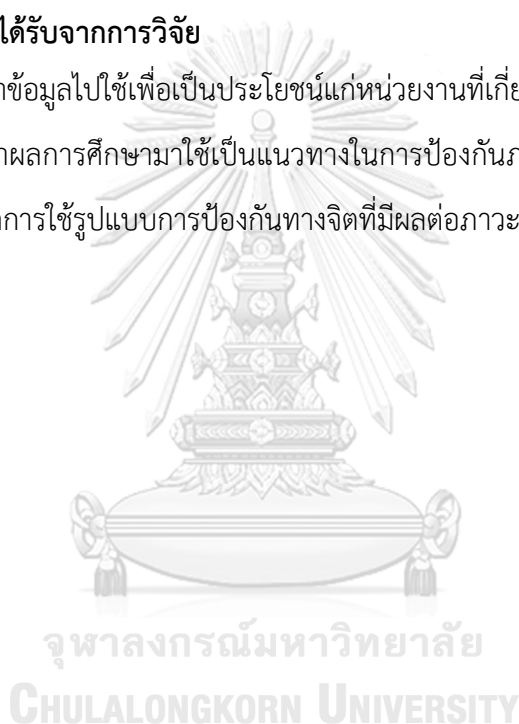 ได้รับจากการวิจัย
ข้อมูลไปใช้เพื่อเป็นประโยชน์แก่หน่วยงานที่
ผลการศึกษามาใช้เป็นแนวทางในการป้องกัน
การใช้รูปแบบการป้องกันทางจิตที่มีผลต่อภาวะ
จุฬาลงกรณ์มหาวิทยาลัย
CHULALONGKORN UNIVERSITY